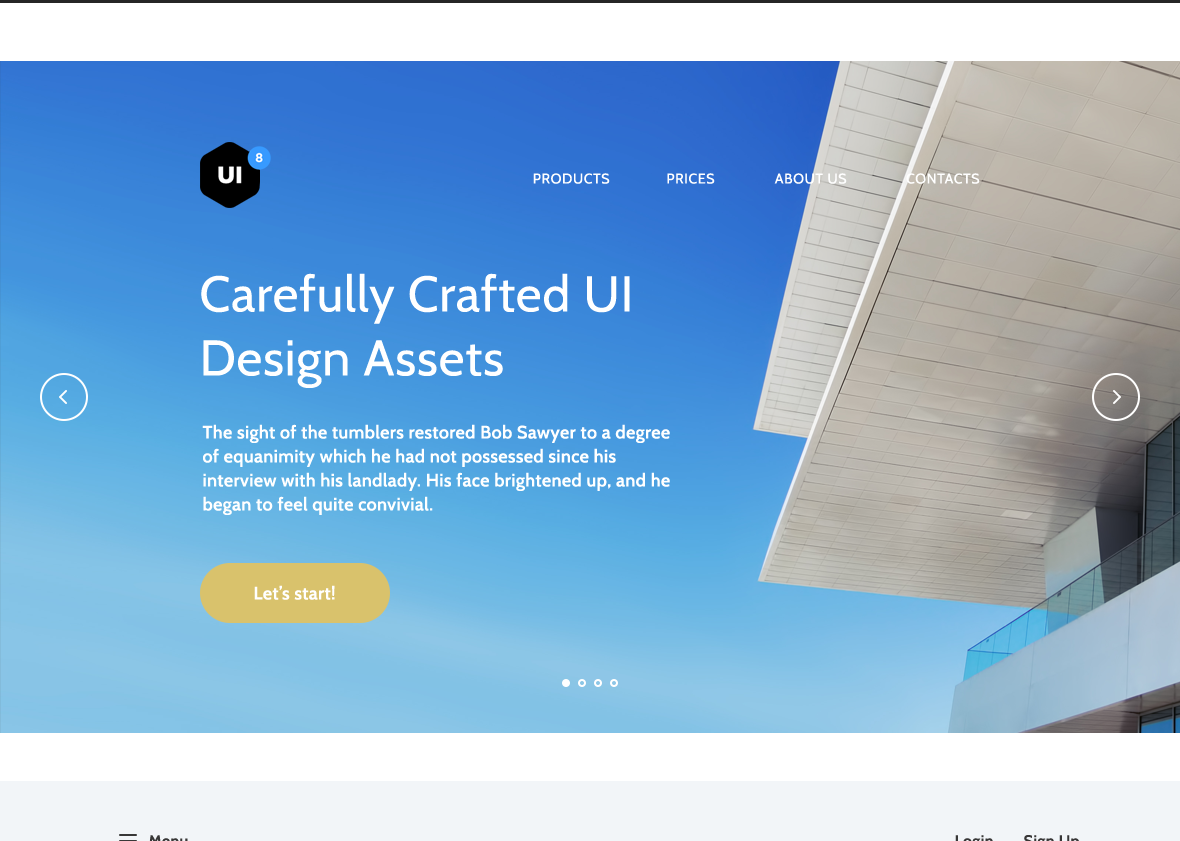 UI
8
PRODUCTS PRICES ABOUT US CONTACTS
Carefully Crafted UI
Design Assets
The sight of the tumblers restored Bob Sawyer to a degree
of equanimity which he had not possessed since his
interview with his landlady. His face brightened up, and he
began to feel quite convivial.
Let's start!
Menu Login Sign Up